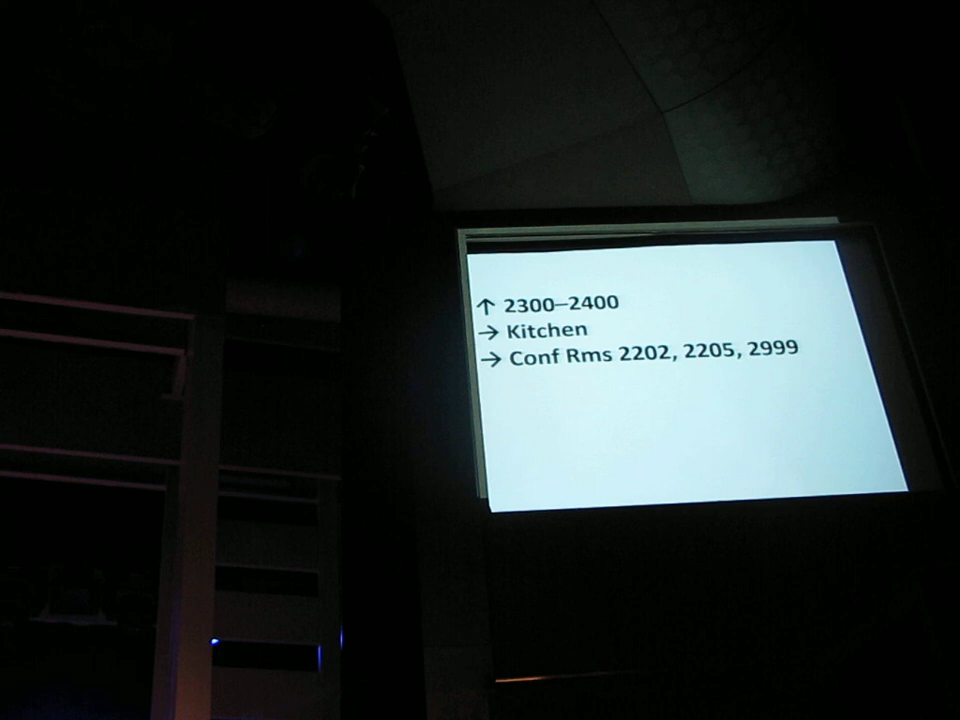 ↑ 2300–2400
→ Kitchen
→ Conf Rms 2202, 2205, 2999